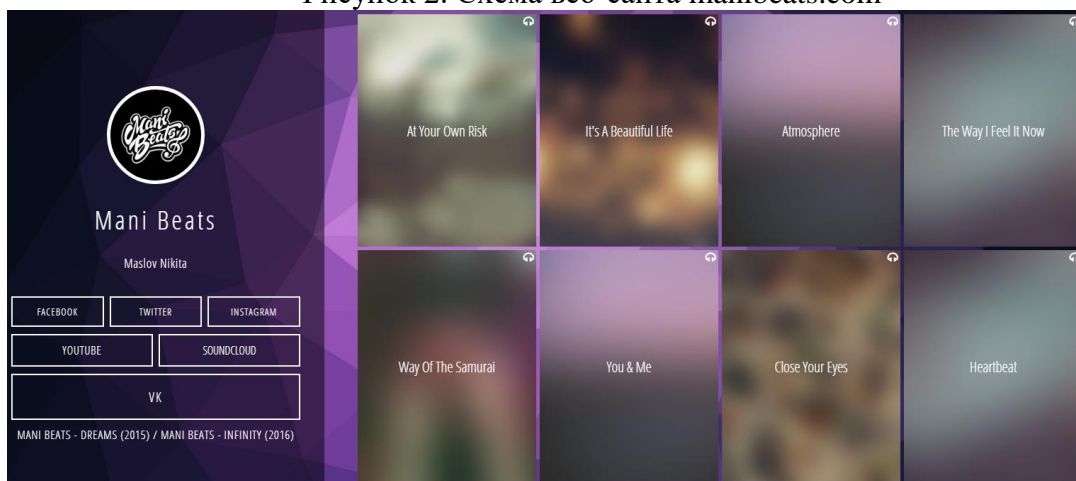 Рисунок 2. Схема веб-сайта manibeats.com
Mani
Beats
Mani Beats
Maslov Nikita
FACEBOOK TWITTER INSTAGRAM
YOUTUBE SOUNDCLOUD
VK
MANI BEATS - DREAMS (2015) / MANI BEATS - INFINITY (2016)
At Your Own Risk It's A Beautiful Life Atmosphere The Way I Feel It Now
Way Of The Samurai You & Me Close Your Eyes Heartbeat